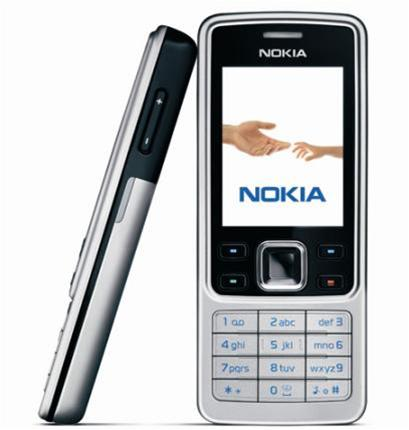 NOKIA
NOKIA
1 2 abc def 3
4 ghi 5 jkl mno 6
7 pqrs 8 tuv wxyz 9
* + 0 #
+
-